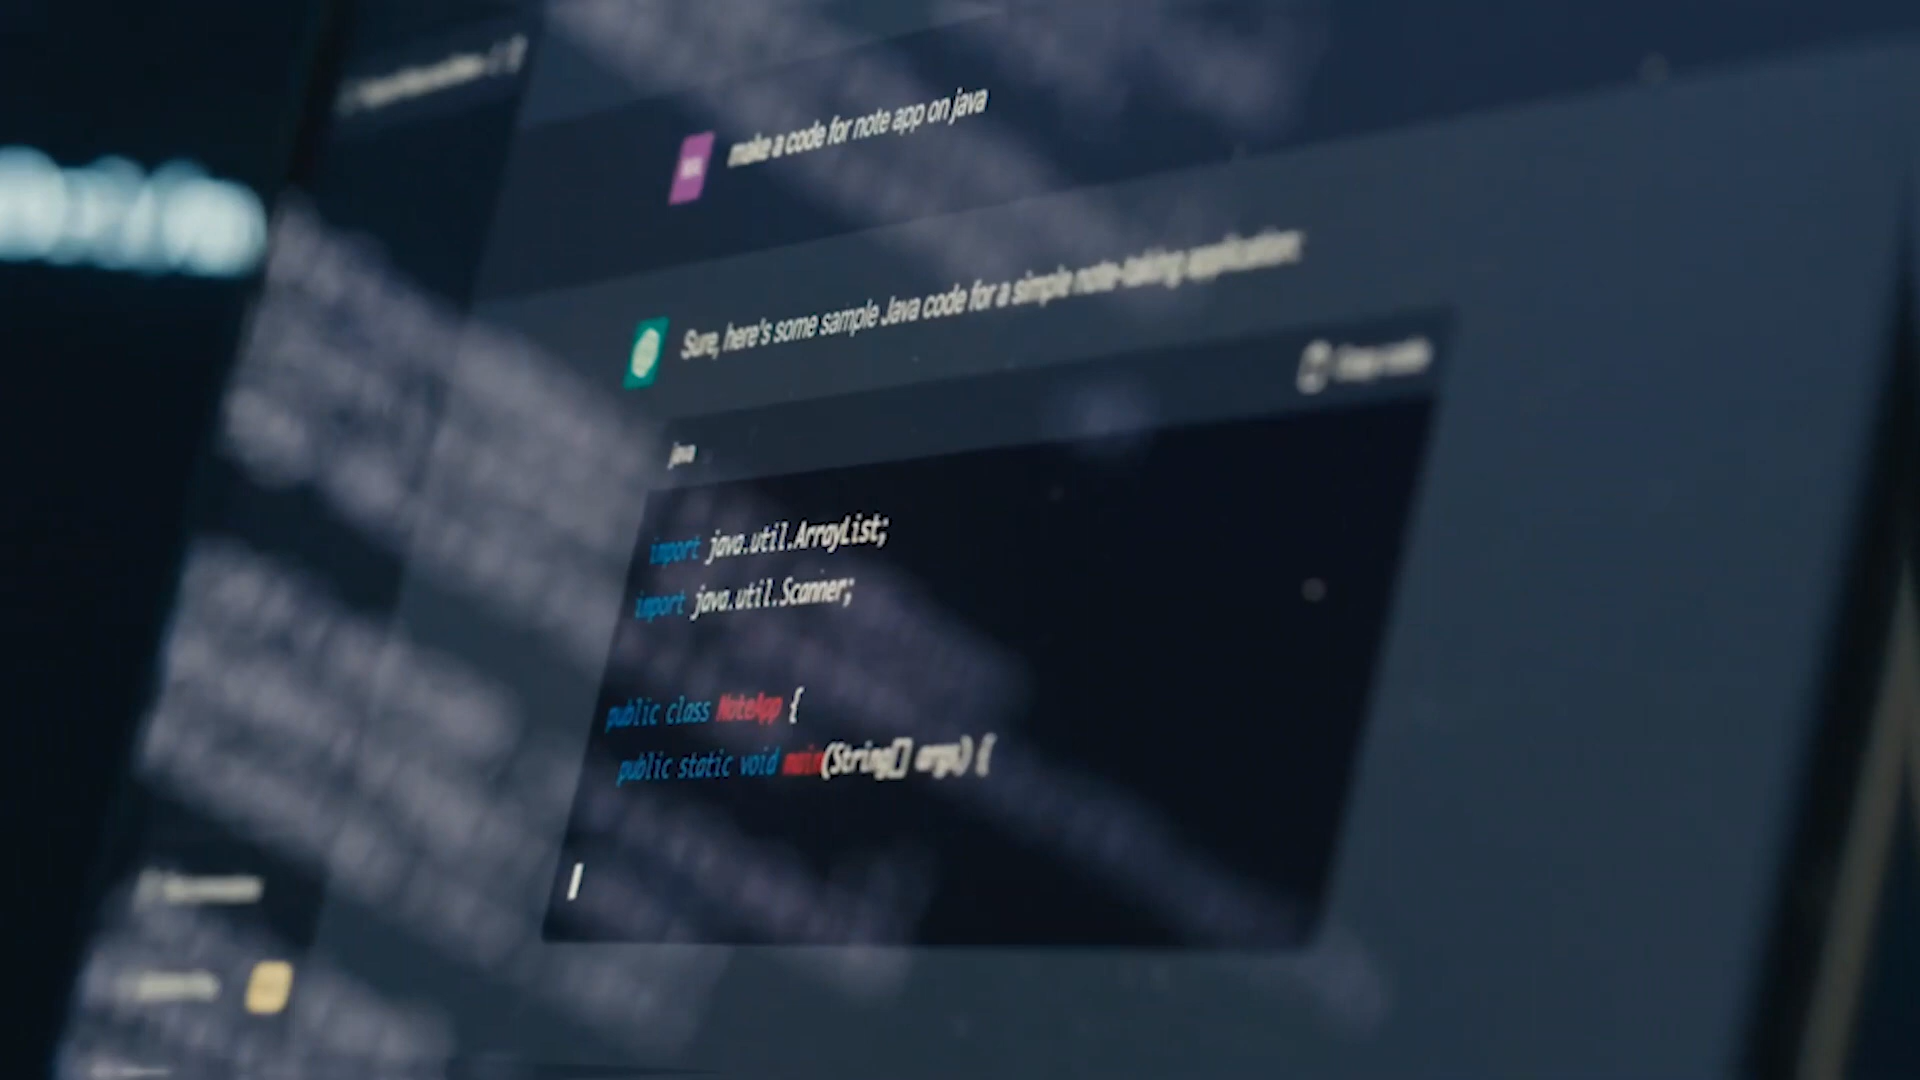 make a code for note app on java
Sure, here's some sample Java code for a simple note-taking application:
java
import java.util.ArrayList;
import java.util.Scanner;
public class NoteApp {
public static void main(String[] args) {